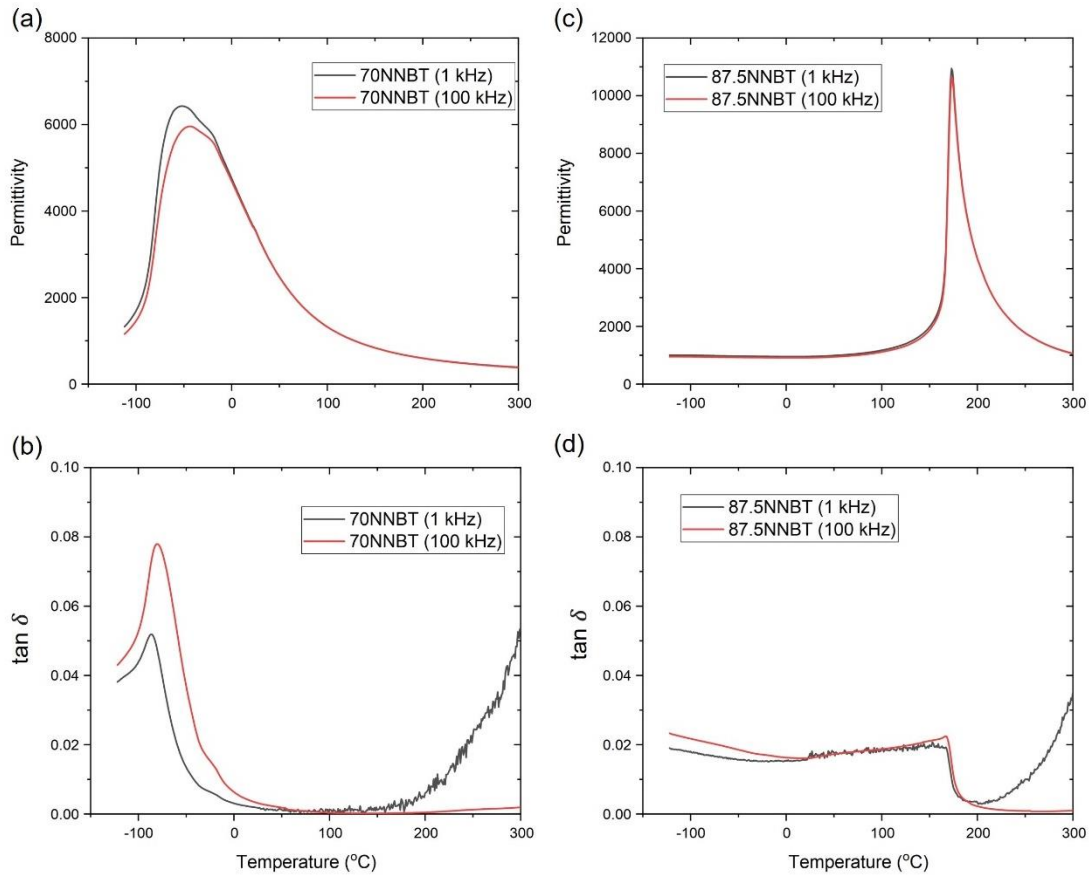 (a)
8000
6000
4000
2000
0
Permittivity
70NNBT (1 kHz)
70NNBT (100 kHz)
-100 0 100 200 300
(c)
12000
10000
8000
6000
4000
2000
0
Permittivity
87.5NNBT (1 kHz)
87.5NNBT (100 kHz)
-100 0 100 200 300
(b)
0.10
0.08
0.06
0.04
0.02
0.00
tan δ
70NNBT (1 kHz)
70NNBT (100 kHz)
-100 0 100 200 300
Temperature (°C)
(d)
0.10
0.08
0.06
0.04
0.02
0.00
tan δ
87.5NNBT (1 kHz)
87.5NNBT (100 kHz)
-100 0 100 200 300
Temperature (°C)